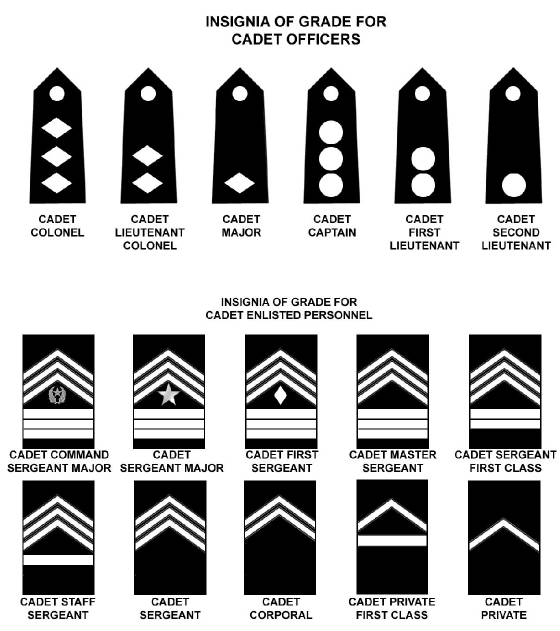 INSIGNIA OF GRADE FOR
CADET OFFICERS
CADET
COLONEL
CADET
LIEUTENANT
COLONEL
CADET
MAJOR
CADET
CAPTAIN
CADET
FIRST
LIEUTENANT
CADET
SECOND
LIEUTENANT
INSIGNIA OF GRADE FOR
CADET ENLISTED PERSONNEL
CADET COMMAND
SERGEANT MAJOR
CADET
SERGEANT MAJOR
CADET FIRST
SERGEANT
CADET MASTER
SERGEANT
CADET SERGEANT
FIRST CLASS
CADET STAFF
SERGEANT
CADET
SERGEANT
CADET
CORPORAL
CADET PRIVATE
FIRST CLASS
CADET
PRIVATE